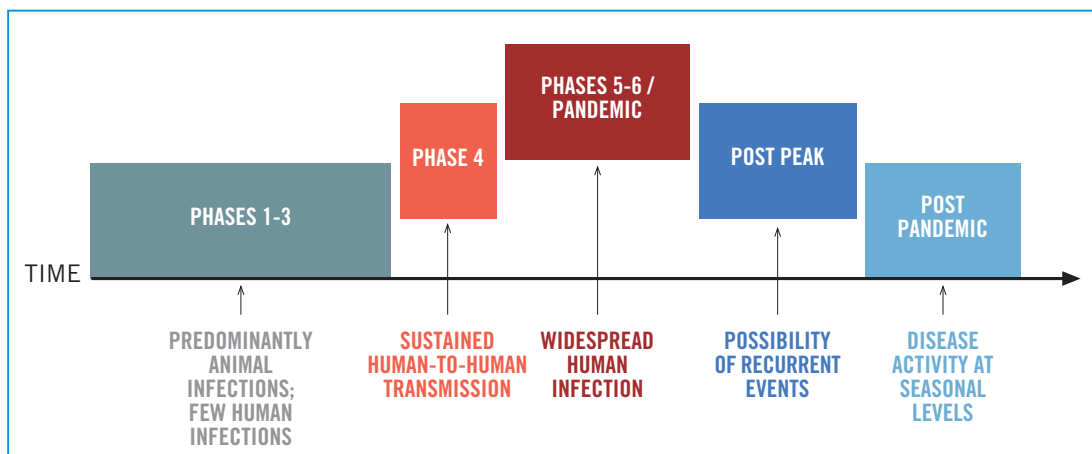 PHASES 5-6 /
PANDEMIC
PHASE 4
POST PEAK
PHASES 1-3
POST
PANDEMIC
TIME
PREDOMINANTLY
ANIMAL
INFECTIONS;
FEW HUMAN
INFECTIONS
SUSTAINED
HUMAN-TO-HUMAN
TRANSMISSION
WIDESPREAD
HUMAN
INFECTION
POSSIBILITY
OF RECURRENT
EVENTS
DISEASE
ACTIVITY AT
SEASONAL
LEVELS